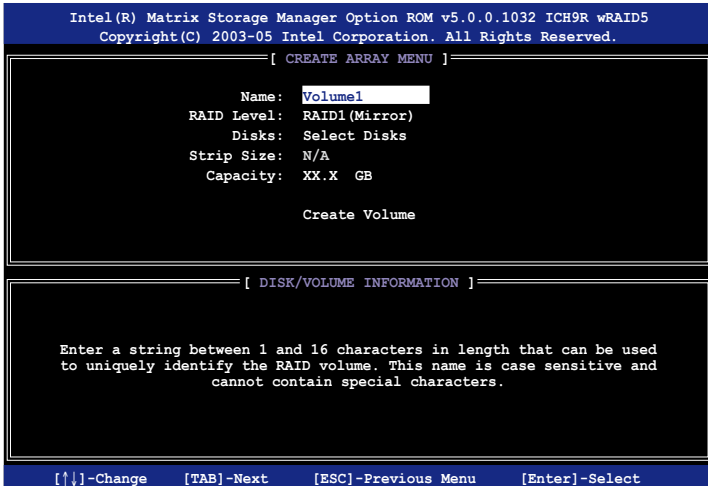 Intel(R) Matrix Storage Manager Option ROM v5.0.0.1032 ICH9R wRAID5
Copyright(C) 2003-05 Intel Corporation. All Rights Reserved.
[ CREATE ARRAY MENU ]
Name: Volume1
RAID Level: RAID1(Mirror)
Disks: Select Disks
Strip Size: N/A
Capacity: XX.X GB
Create Volume
[ DISK/VOLUME INFORMATION ]
Enter a string between 1 and 16 characters in length that can be used
to uniquely identify the RAID volume. This name is case sensitive and
cannot contain special characters.
[↑↓]-Change [TAB]-Next [ESC]-Previous Menu [Enter]-Select